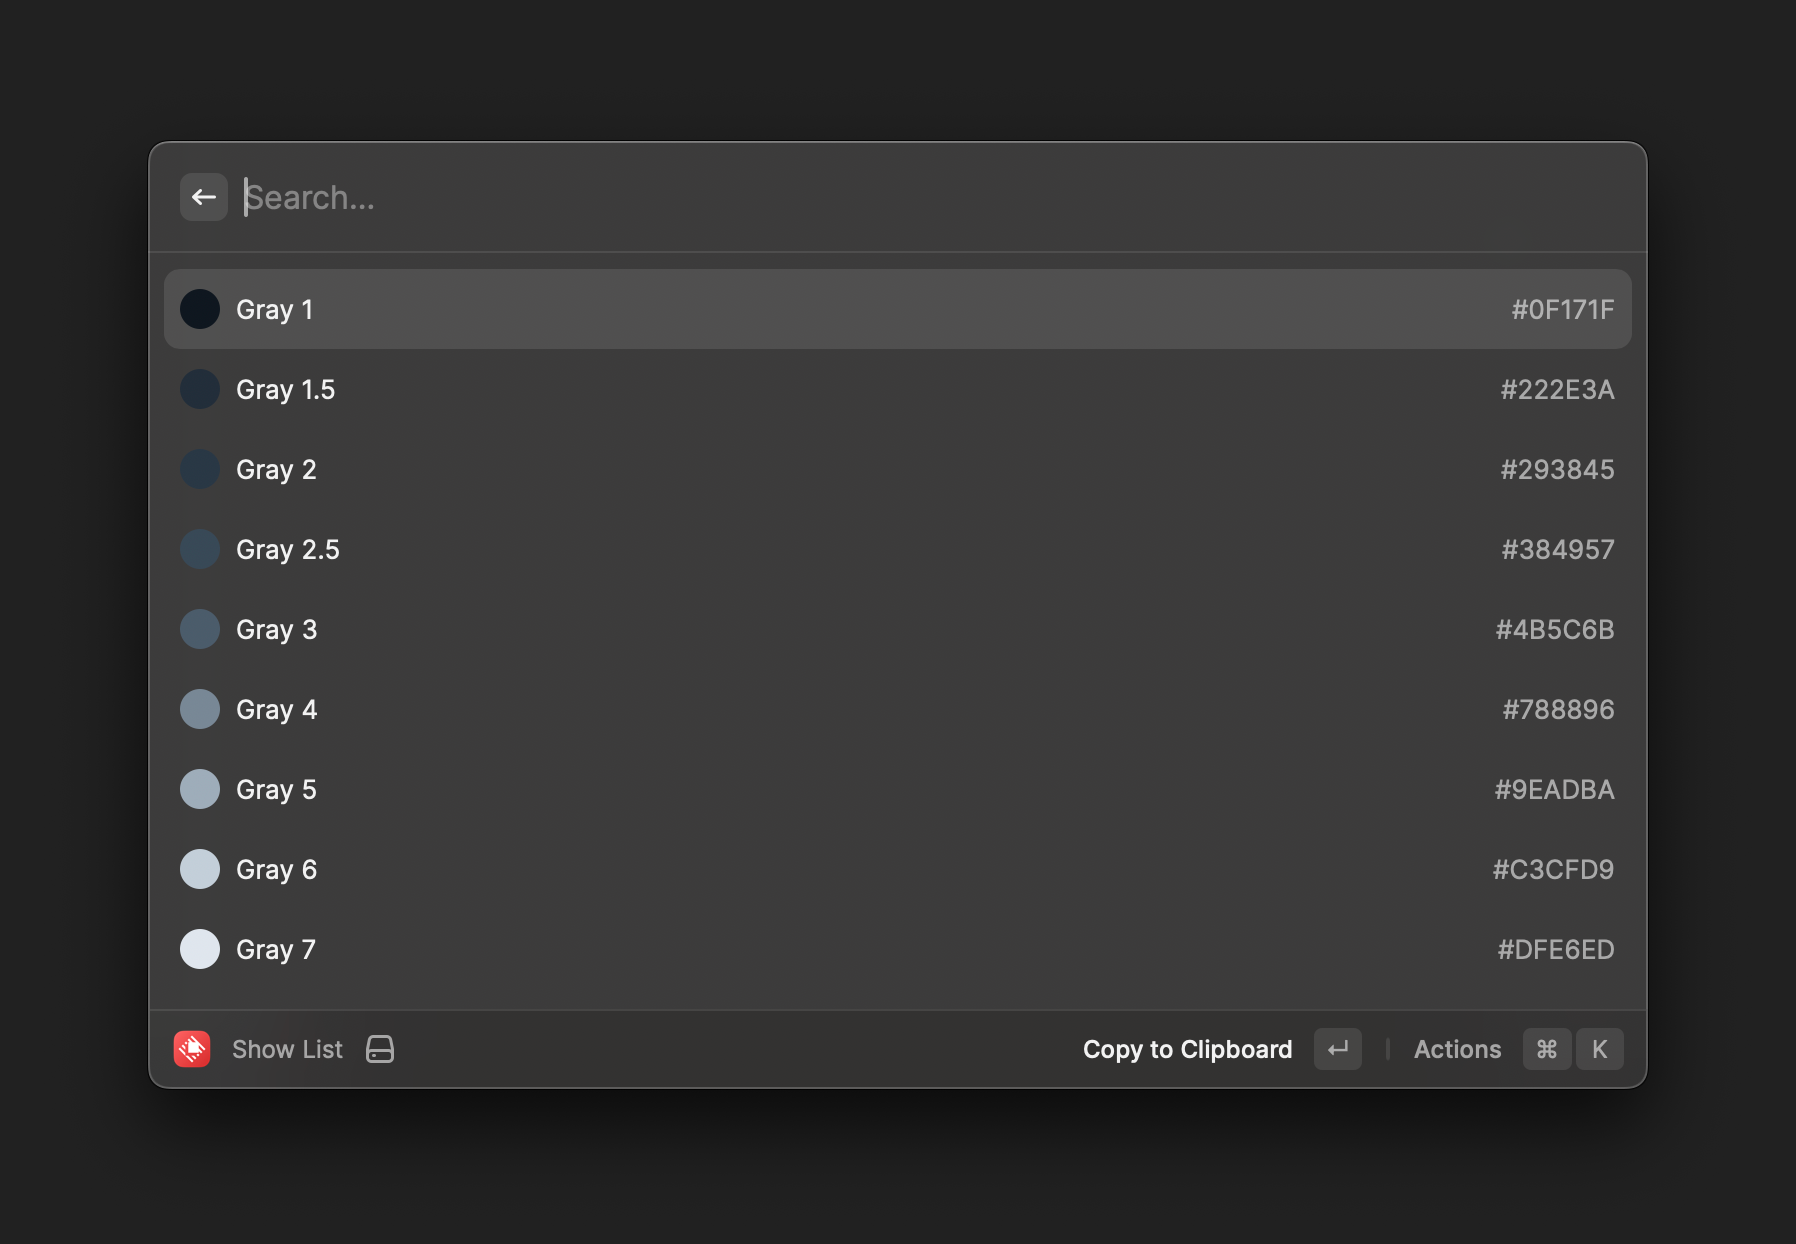 Search...
Gray 1 #0F171F
Gray 1.5 #222E3A
Gray 2 #293845
Gray 2.5 #384957
Gray 3 #4B5C6B
Gray 4 #788896
Gray 5 #9EADBA
Gray 6 #C3CFD9
Gray 7 #DFE6ED
Show List Copy to Clipboard ↵ Actions ⌘ K